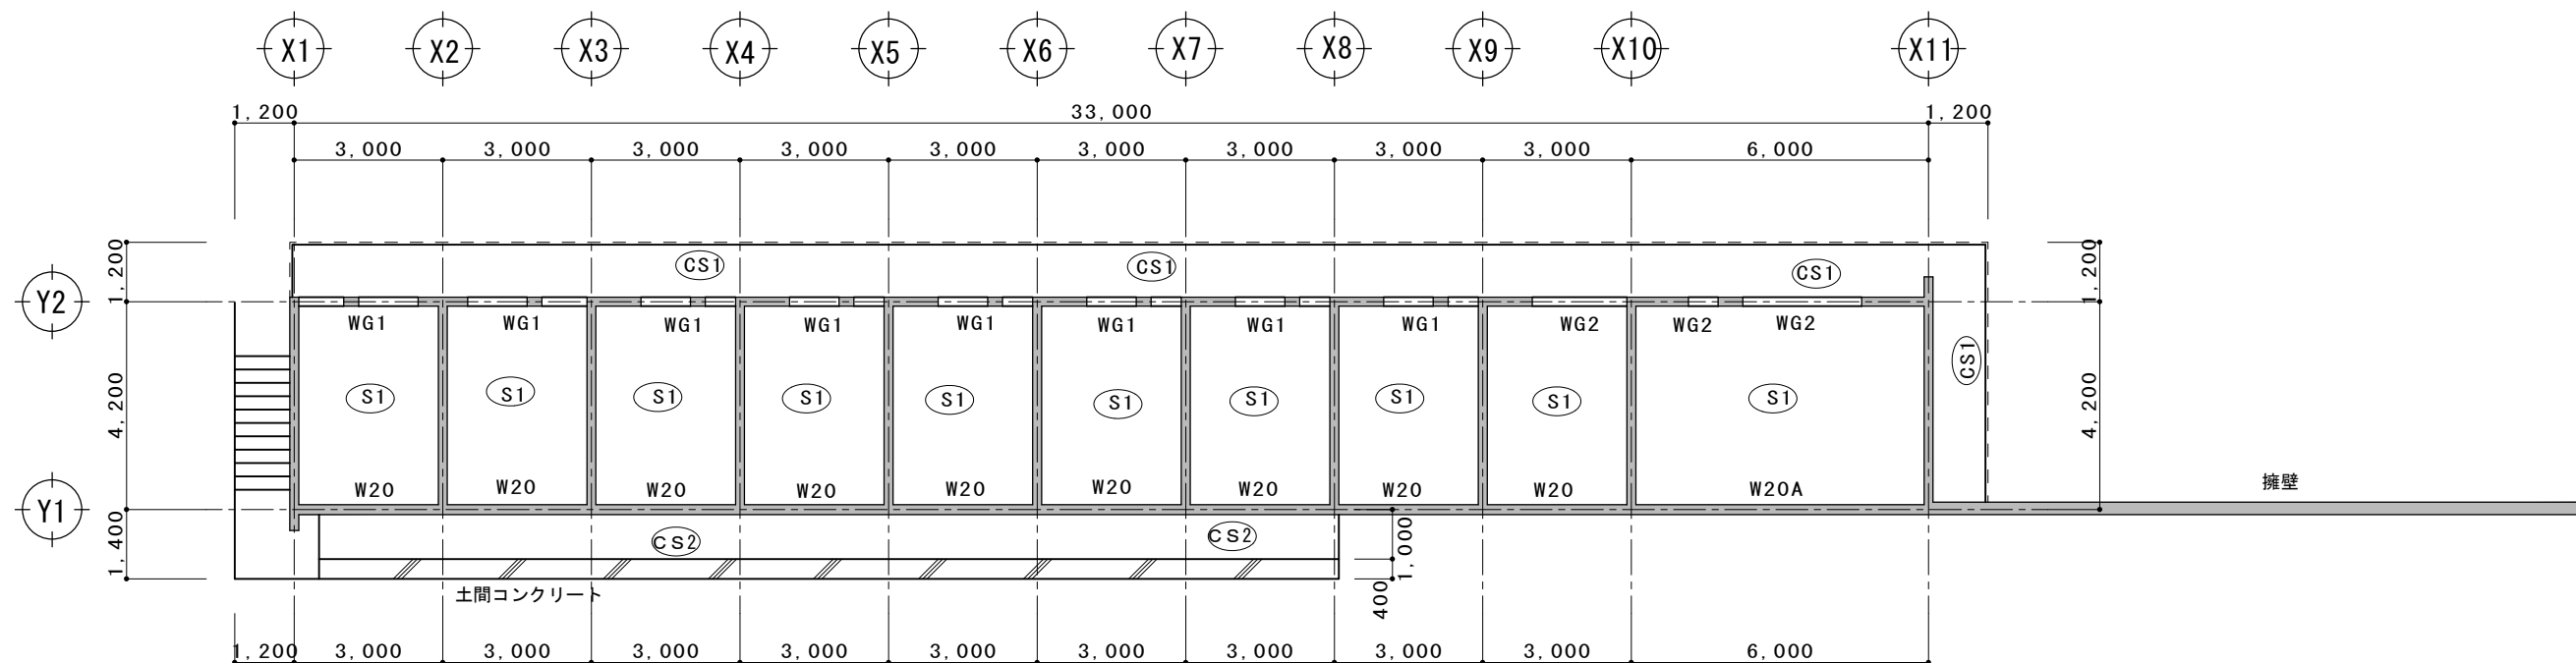 X1 X2 X3 X4 X5 X6 X7 X8 X9 X10 X11
1,200 33,000 1,200
3,000 3,000 3,000 3,000 3,000 3,000 3,000 3,000 3,000 6,000
1,200 1,200
CS1 CS1 CS1
Y2
WG1 WG1 WG1 WG1 WG1 WG1 WG1 WG1 WG2 WG2 WG2
CS1
4,200 4,200
S1 S1 S1 S1 S1 S1 S1 S1 S1 S1
擁壁
W20 W20 W20 W20 W20 W20 W20 W20 W20 W20A
Y1
1,400 1,000
CS2 CS2
400
土間コンクリート
1,200 3,000 3,000 3,000 3,000 3,000 3,000 3,000 3,000 3,000 6,000